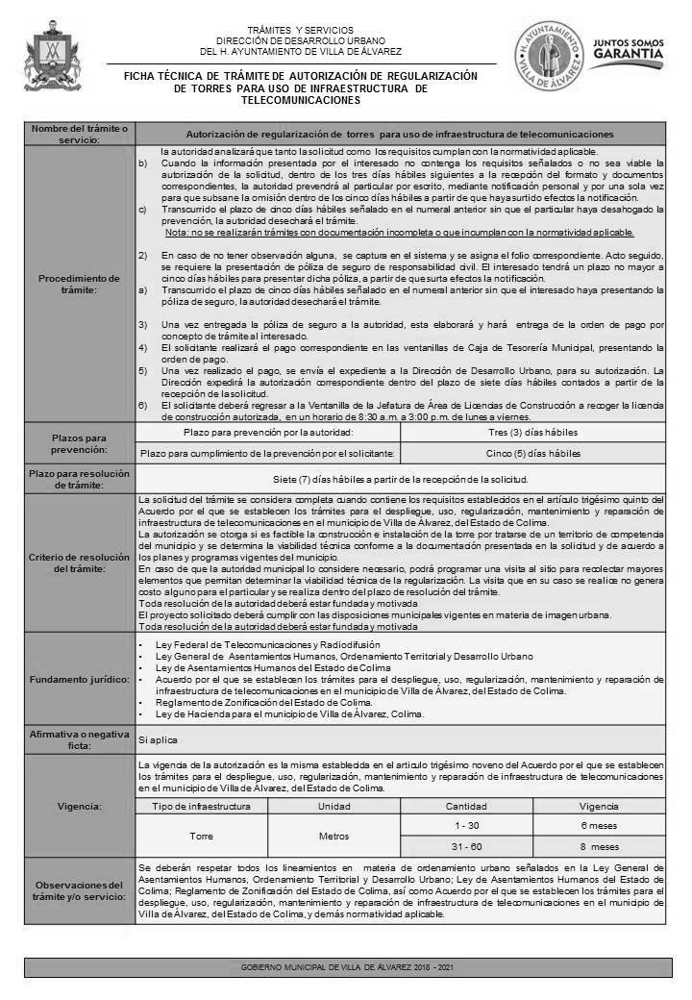 TRÁMITES Y SERVICIOS
DIRECCIÓN DE DESARROLLO URBANO
DEL H. AYUNTAMIENTO DE VILLA DE ÁLVAREZ
H. AYUNTAMIENTO VILLA DE ÁLVAREZ
JUNTOS SOMOS
GARANTÍA
FICHA TÉCNICA DE TRÁMITE DE AUTORIZACIÓN DE REGULARIZACIÓN
DE TORRES PARA USO DE INFRAESTRUCTURA DE
TELECOMUNICACIONES
Nombre del trámite o
servicio:
Autorización de regularización de torres para uso de infraestructura de telecomunicaciones
Procedimiento de
trámite:
la autoridad analizará que tanto la solicitud como los requisitos cumplan con la normatividad aplicable.
b) Cuando la información presentada por el interesado no contenga los requisitos señalados o no sea viable la
autorización de la solicitud, dentro de los tres días hábiles siguientes a la recepción del formato y documentos
correspondientes, la autoridad prevendrá al particular por escrito, mediante notificación personal y por una sola vez
para que subsane la omisión dentro de los cinco días hábiles a partir de que haya surtido efectos la notificación.
c) Transcurrido el plazo de cinco días hábiles señalado en el numeral anterior sin que el particular haya desahogado la
prevención, la autoridad desechará el trámite.
Nota: no se realizarán trámites con documentación incompleta o que incumplan con la normatividad aplicable.
2) En caso de no tener observación alguna, se captura en el sistema y se asigna el folio correspondiente. Acto seguido,
se requiere la presentación de póliza de seguro de responsabilidad civil. El interesado tendrá un plazo no mayor a
cinco días hábiles para presentar dicha póliza, a partir de que surta efectos la notificación.
a) Transcurrido el plazo de cinco días hábiles señalado en el numeral anterior sin que el interesado haya presentando la
póliza de seguro, la autoridad desechará el trámite.
3) Una vez entregada la póliza de seguro a la autoridad, esta elaborará y hará entrega de la orden de pago por
concepto de trámite al interesado.
4) El solicitante realizará el pago correspondiente en las ventanillas de Caja de Tesorería Municipal, presentando la
orden de pago.
5) Una vez realizado el pago, se envía el expediente a la Dirección de Desarrollo Urbano, para su autorización. La
Dirección expedirá la autorización correspondiente dentro del plazo de siete días hábiles contados a partir de la
recepción de la solicitud.
6) El solicitante deberá regresar a la Ventanilla de la Jefatura de Área de Licencias de Construcción a recoger la licencia
de construcción autorizada, en un horario de 8:30 a.m. a 3:00 p.m. de lunes a viernes.
Plazos para
prevención:
Plazo para prevención por la autoridad: Tres (3) días hábiles
Plazo para cumplimiento de la prevención por el solicitante: Cinco (5) días hábiles
Plazo para resolución
de trámite:
Siete (7) días hábiles a partir de la recepción de la solicitud.
Criterio de resolución
del trámite:
La solicitud del trámite se considera completa cuando contiene los requisitos establecidos en el artículo trigésimo quinto del
Acuerdo por el que se establecen los trámites para el despliegue, uso, regularización, mantenimiento y reparación de
infraestructura de telecomunicaciones en el municipio de Villa de Álvarez, del Estado de Colima.
La autorización se otorga si es factible la construcción e instalación de la torre por tratarse de un territorio de competencia
del municipio y se determina la viabilidad técnica conforme a la documentación presentada en la solicitud y de acuerdo a
los planes y programas vigentes del municipio.
En caso de que la autoridad municipal lo considere necesario, podrá programar una visita al sitio para recolectar mayores
elementos que permitan determinar la viabilidad técnica de la regularización. La visita que en su caso se realice no genera
costo alguno para el particular y se realiza dentro del plazo de resolución del trámite.
Toda resolución de la autoridad deberá estar fundada y motivada
El proyecto solicitado deberá cumplir con las disposiciones municipales vigentes en materia de imagen urbana.
Toda resolución de la autoridad deberá estar fundada y motivada
Fundamento jurídico:
• Ley Federal de Telecomunicaciones y Radiodifusión
• Ley General de Asentamientos Humanos, Ordenamiento Territorial y Desarrollo Urbano
• Ley de Asentamientos Humanos del Estado de Colima
• Acuerdo por el que se establecen los trámites para el despliegue, uso, regularización, mantenimiento y reparación de
infraestructura de telecomunicaciones en el municipio de Villa de Álvarez, del Estado de Colima.
• Reglamento de Zonificación del Estado de Colima.
• Ley de Hacienda para el municipio de Villa de Álvarez, Colima.
Afirmativa o negativa
ficta:
Si aplica
Vigencia:
La vigencia de la autorización es la misma establecida en el articulo trigésimo noveno del Acuerdo por el que se establecen
los trámites para el despliegue, uso, regularización, mantenimiento y reparación de infraestructura de telecomunicaciones
en el municipio de Villa de Álvarez, del Estado de Colima.
Tipo de infraestructura Unidad Cantidad Vigencia
Torre Metros
1 - 30 6 meses
31 - 60 8 meses
Observaciones del
trámite y/o servicio:
Se deberán respetar todos los lineamientos en materia de ordenamiento urbano señalados en la Ley General de
Asentamientos Humanos, Ordenamiento Territorial y Desarrollo Urbano; Ley de Asentamientos Humanos del Estado de
Colima; Reglamento de Zonificación del Estado de Colima, así como Acuerdo por el que se establecen los trámites para el
despliegue, uso, regularización, mantenimiento y reparación de infraestructura de telecomunicaciones en el municipio de
Villa de Álvarez, del Estado de Colima, y demás normatividad aplicable.
GOBIERNO MUNICIPAL DE VILLA DE ÁLVAREZ 2018 - 2021